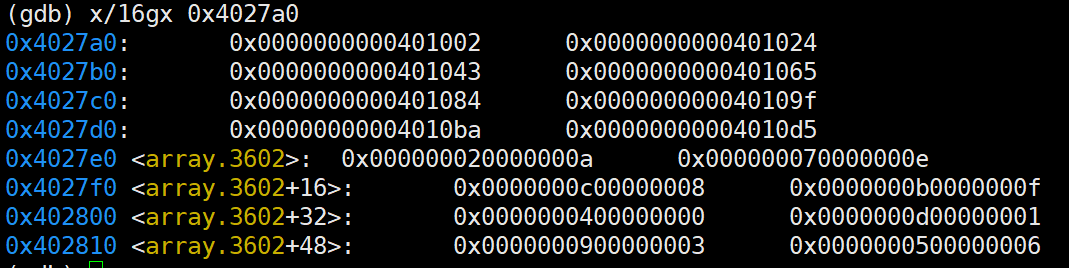 (gdb) x/16gx 0x4027a0
0x4027a0: 0x0000000000401002 0x0000000000401024
0x4027b0: 0x0000000000401043 0x0000000000401065
0x4027c0: 0x0000000000401084 0x000000000040109f
0x4027d0: 0x00000000004010ba 0x00000000004010d5
0x4027e0 <array.3602>: 0x000000020000000a 0x000000070000000e
0x4027f0 <array.3602+16>: 0x0000000c00000008 0x0000000b0000000f
0x402800 <array.3602+32>: 0x0000000400000000 0x0000000d00000001
0x402810 <array.3602+48>: 0x0000000900000003 0x0000000500000006
(gdb)